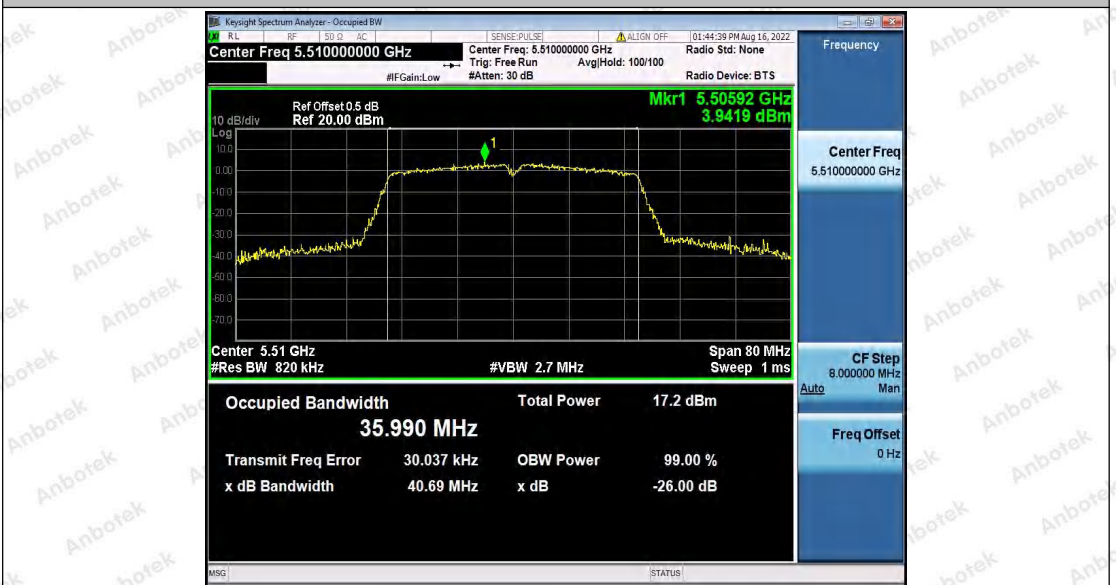 Keysight Spectrum Analyzer - Occupied BW
RL RF 50 Ω AC SENSE:PULSE ALIGN OFF 01:44:39 PM Aug 16, 2022
Center Freq 5.510000000 GHz
Center Freq: 5.510000000 GHz
Radio Std: None
Trig: Free Run Avg|Hold: 100/100
#IFGain:Low
#Atten: 30 dB
Radio Device: BTS
Frequency
Mkr1 5.50592 GHz
3.9419 dBm
Ref Offset 0.5 dB
10 dB/div Ref 20.00 dBm
Log
10.0
0.00
-10.0
-20.0
-30.0
-40.0
-50.0
-60.0
-70.0
1
Center 5.51 GHz
Span 80 MHz
#Res BW 820 kHz
#VBW 2.7 MHz
Sweep 1 ms
Center Freq
5.510000000 GHz
CF Step
8.000000 MHz
Auto Man
Freq Offset
0 Hz
Occupied Bandwidth
35.990 MHz
Total Power 17.2 dBm
Transmit Freq Error 30.037 kHz OBW Power 99.00 %
x dB Bandwidth 40.69 MHz x dB -26.00 dB
MSG
STATUS
Anbotek